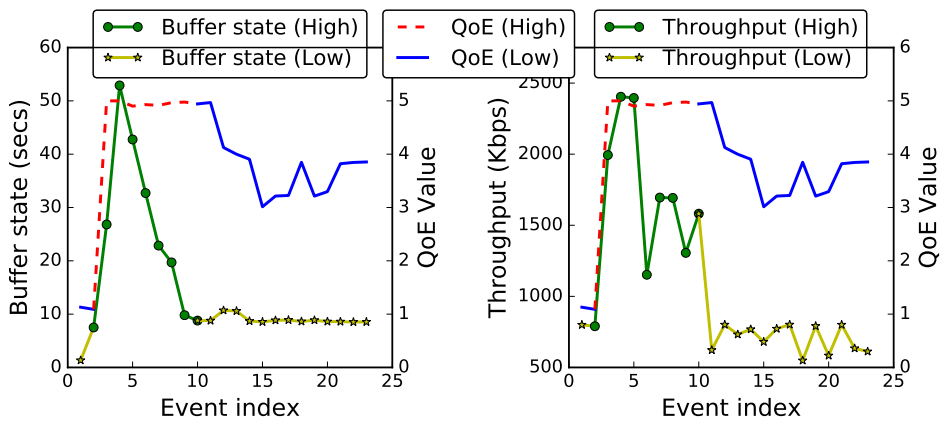 Buffer state (High)
Buffer state (Low)
QoE (High)
QoE (Low)
Throughput (High)
Throughput (Low)
60
50
40
30
20
10
0
Buffer state (secs)
0 5 10 15 20 25
Event index
5
4
3
2
1
0
QoE Value
2500
2000
1500
1000
500
Throughput (Kbps)
0 5 10 15 20 25
Event index
6
5
4
3
2
1
0
QoE Value